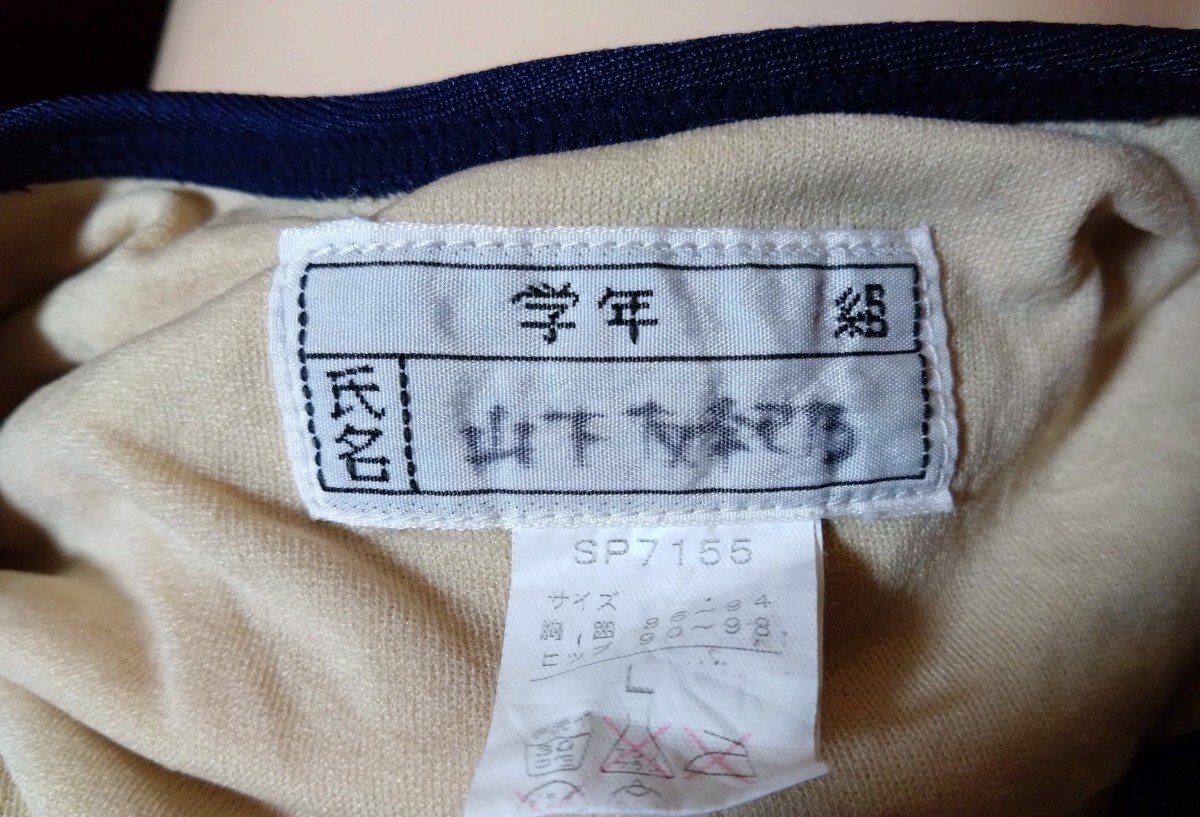 学年 組
氏名 山下
SP7155
サイズ
胸囲 86~94
ヒップ 90~98
L